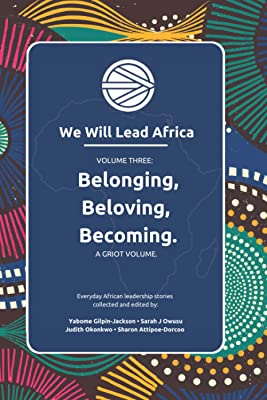 We Will Lead Africa
VOLUME THREE:
Belonging,
Beloving,
Becoming.
A GRIOT VOLUME.
Everyday African leadership stories
collected and edited by:
Yabome Gilpin-Jackson • Sarah J Owusu
Judith Okonkwo • Sharon Attipoe-Dorcoo